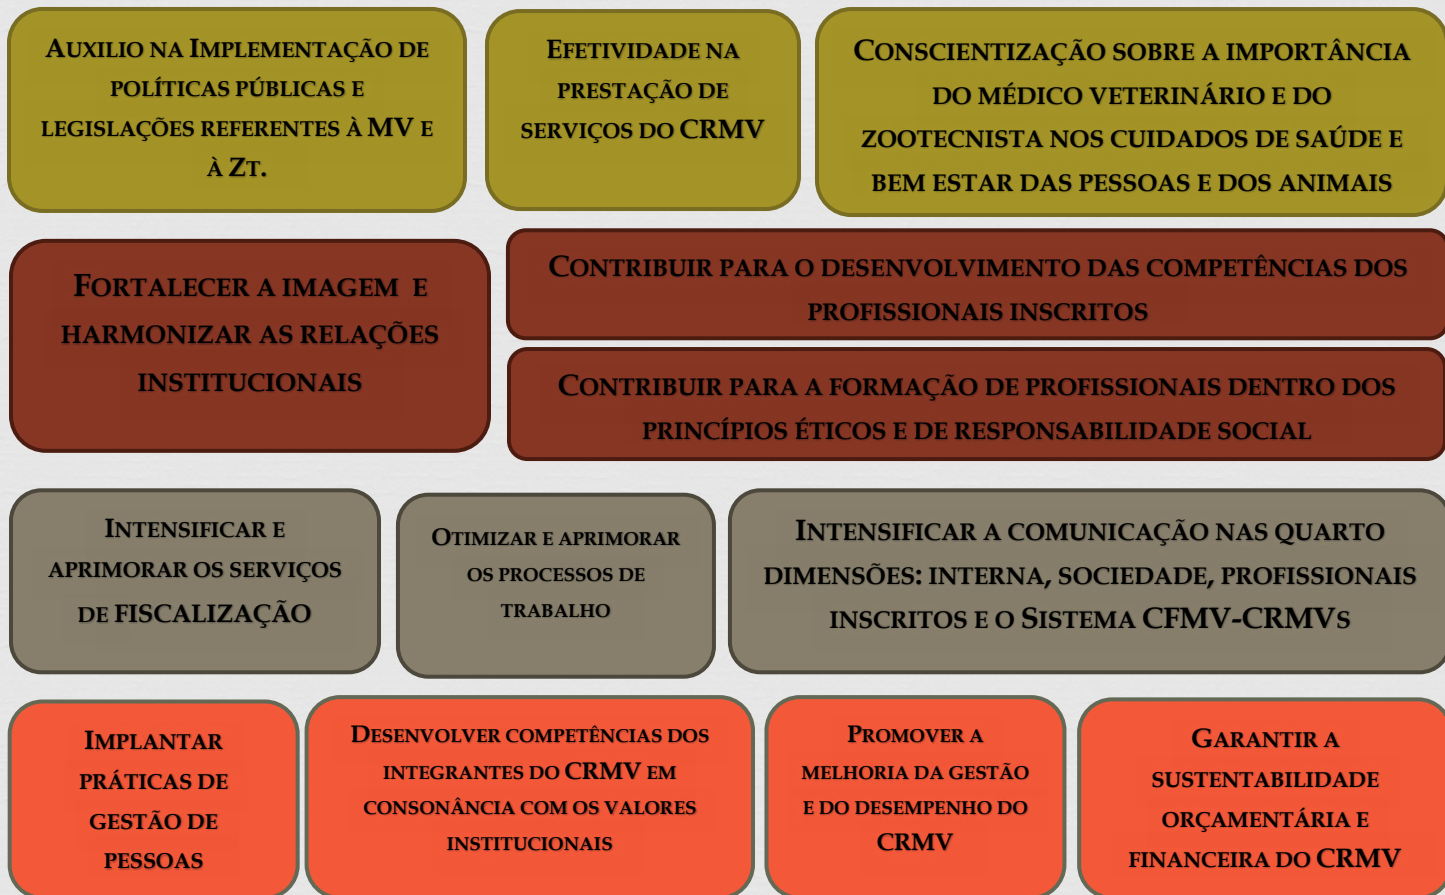 Auxilio na Implementação de
políticas públicas e
legislações referentes à MV e
à Zt.
Efetividade na
prestação de
serviços do CRMV
Conscientização sobre a importância
do médico veterinário e do
zootecnista nos cuidados de saúde e
bem estar das pessoas e dos animais
Fortalecer a imagem e
harmonizar as relações
institucionais
Contribuir para o desenvolvimento das competências dos
profissionais inscritos
Contribuir para a formação de profissionais dentro dos
princípios éticos e de responsabilidade social
Intensificar e
aprimorar os serviços
de fiscalização
Otimizar e aprimorar
os processos de
trabalho
Intensificar a comunicação nas quarto
dimensões: interna, sociedade, profissionais
inscritos e o Sistema CFMV-CRMVs
Implantar
práticas de
gestão de
pessoas
Desenvolver competências dos
integrantes do CRMV em
consonância com os valores
institucionais
Promover a
melhoria da gestão
e do desempenho do
CRMV
Garantir a
sustentabilidade
orçamentária e
financeira do CRMV